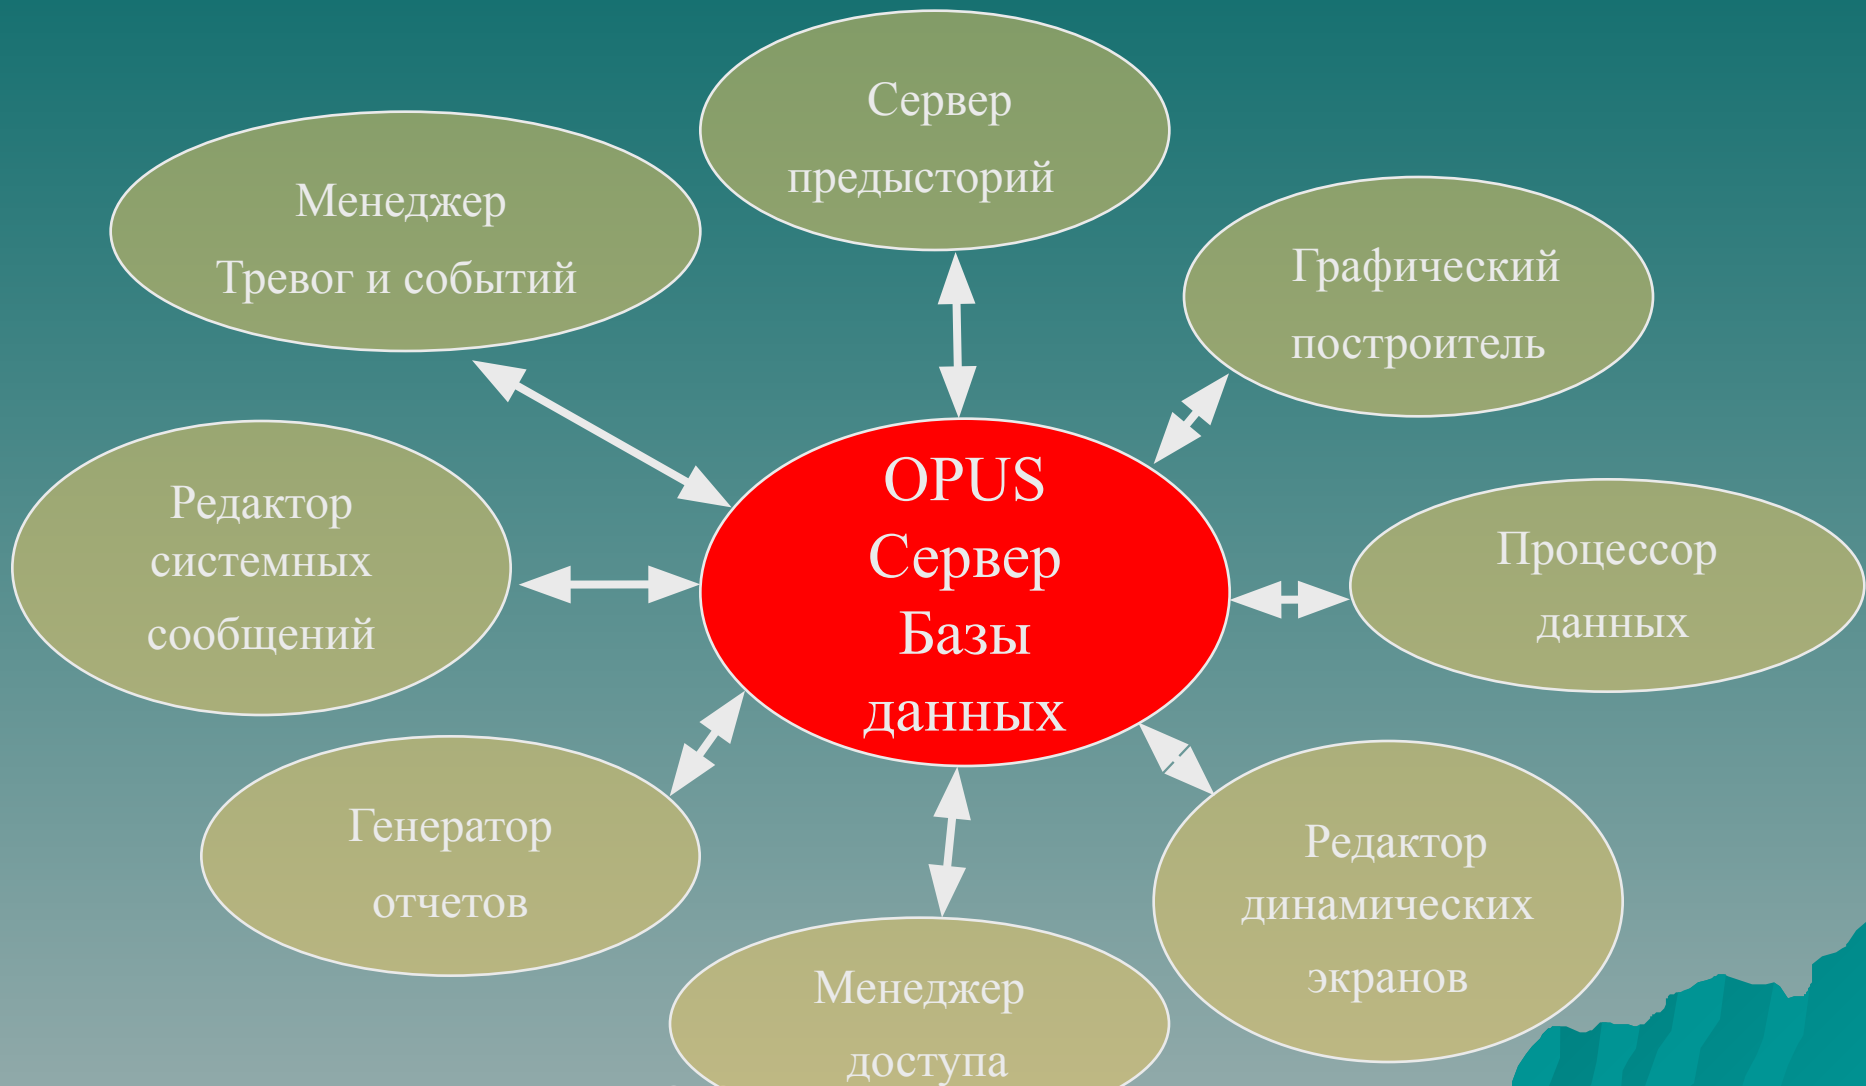 Сервер
предысторий
Менеджер
Тревог и событий
Графический
построитель
OPUS
Сервер
Базы
данных
Редактор
системных
сообщений
Процессор
данных
Генератор
отчетов
Редактор
динамических
экранов
Менеджер
доступа